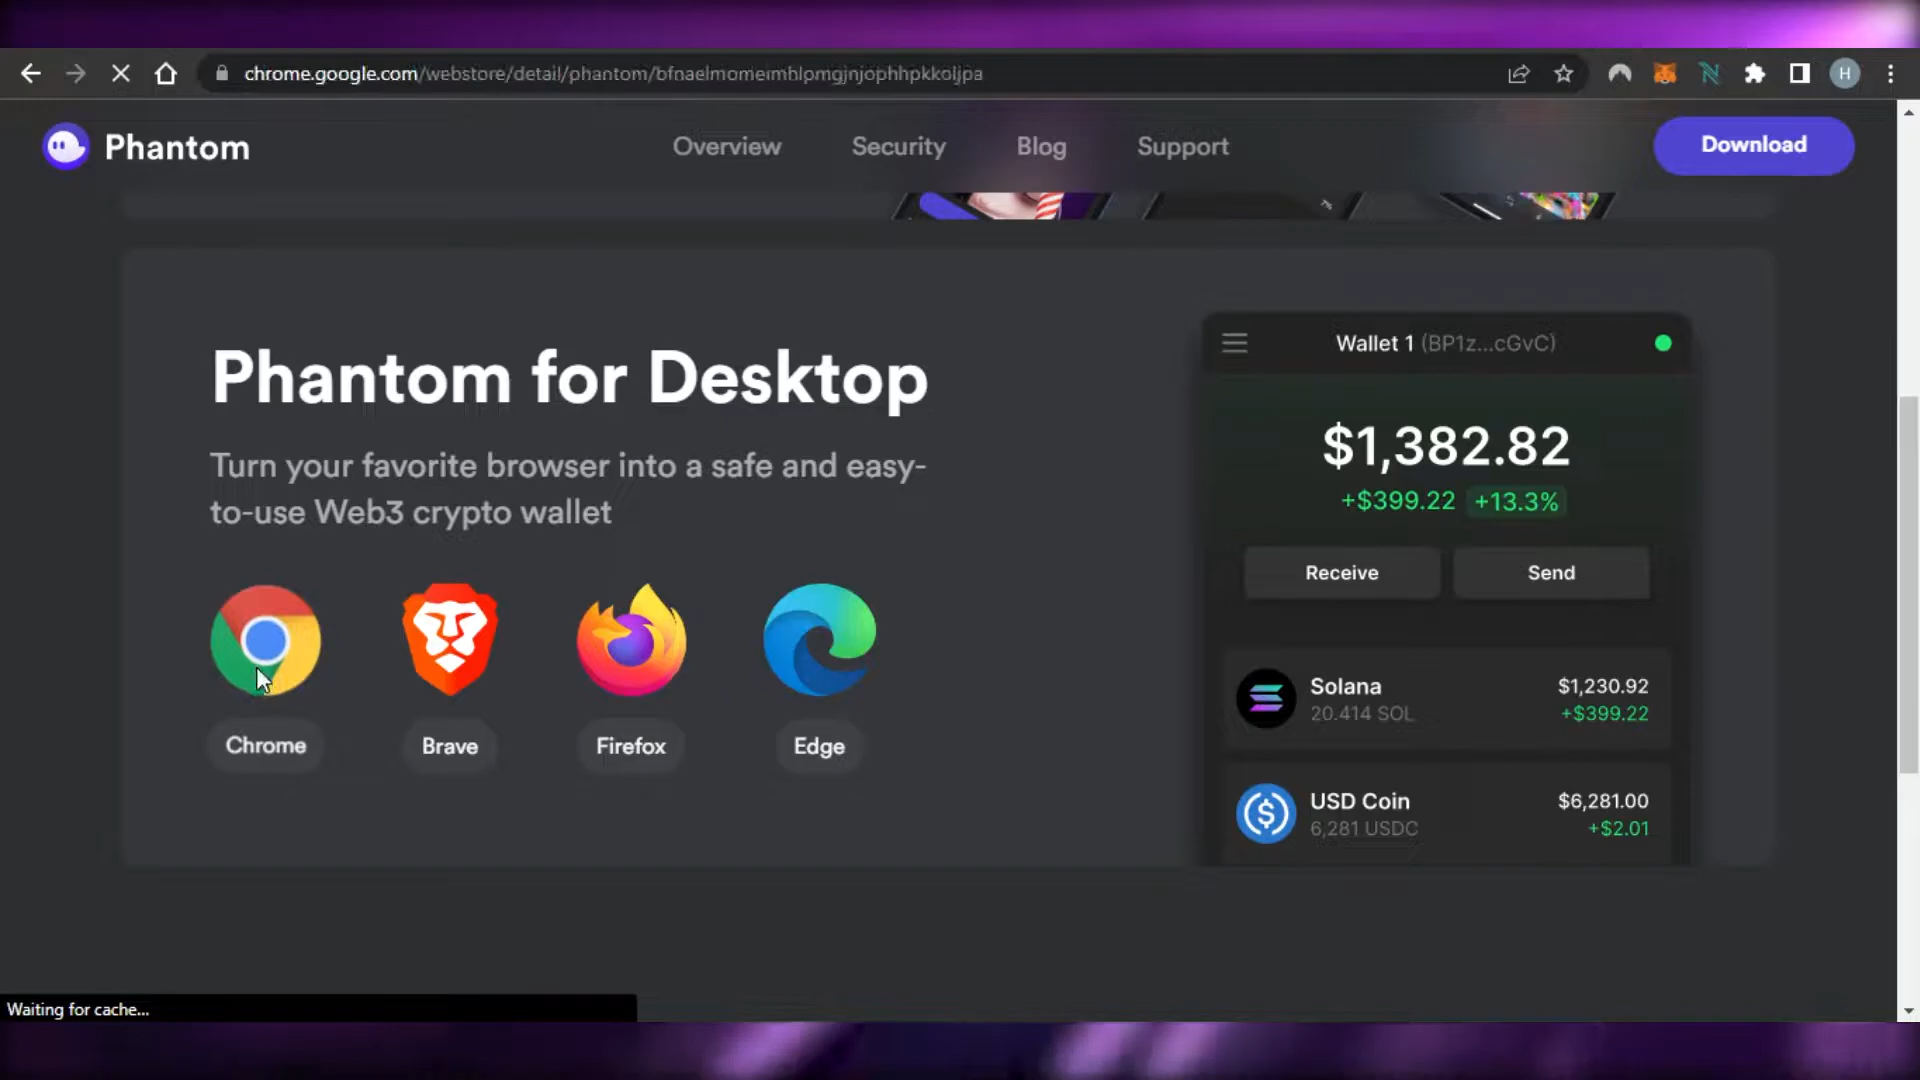 chrome.google.com/webstore/detail/phantom/bfnaelmomeimhlpmgjnjophhpkkoljpa
H
Phantom
Overview
Security
Blog
Support
Download
Phantom for Desktop
Turn your favorite browser into a safe and easy-
to-use Web3 crypto wallet
Chrome
Brave
Firefox
Edge
Wallet 1 (BP1z...cGvC)
$1,382.82
+$399.22 +13.3%
Receive
Send
Solana
$1,230.92
20.414 SOL
+$399.22
USD Coin
$6,281.00
6,281 USDC
+$2.01
Waiting for cache...